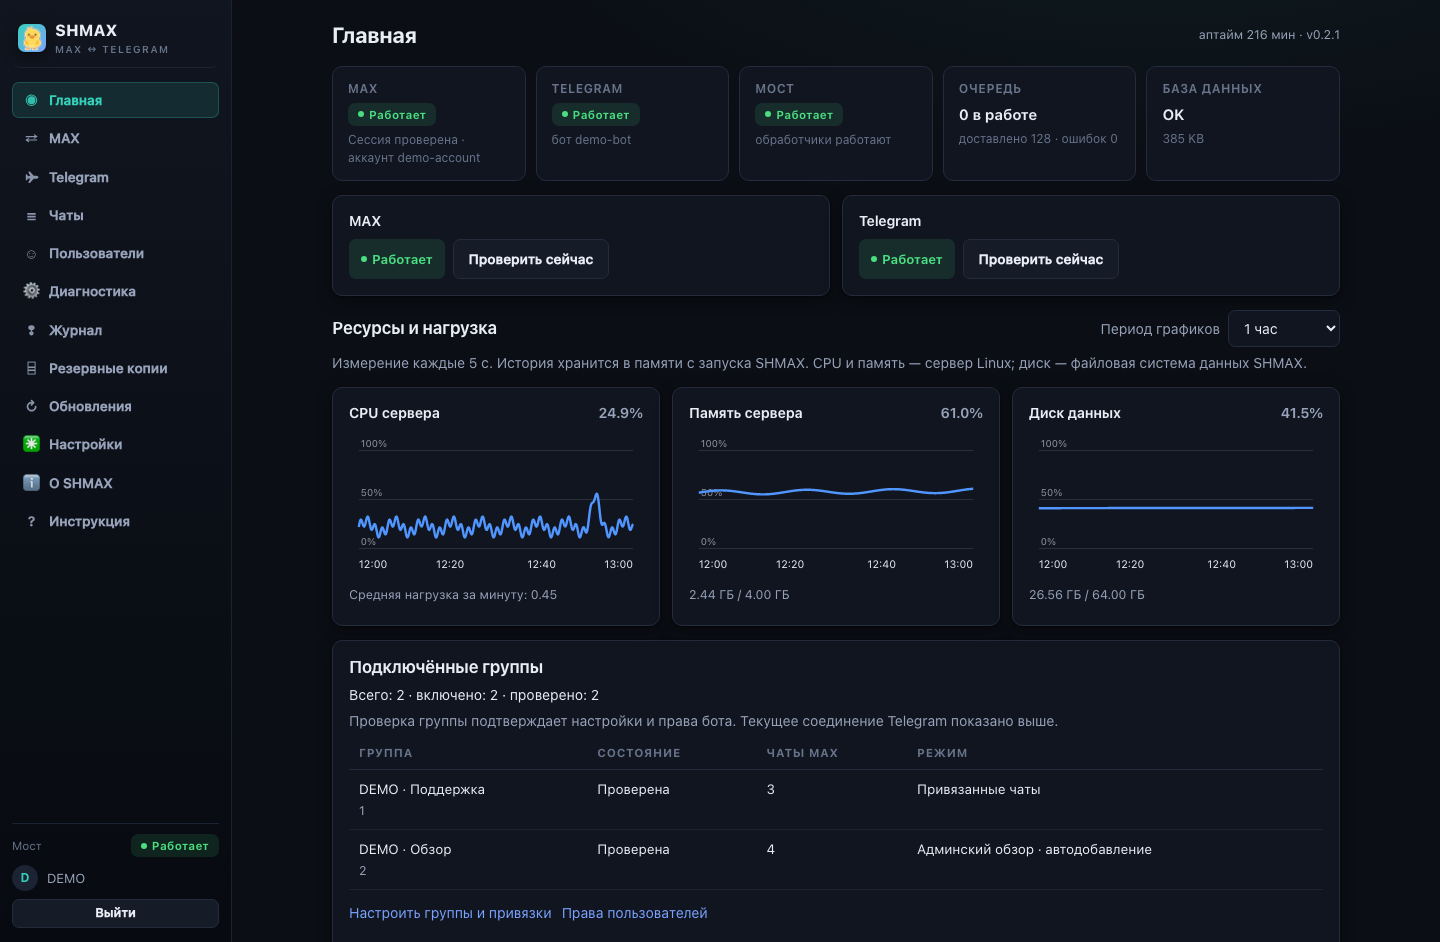 SHMAX
MAX ⇔ TELEGRAM
Главная
MAX
Telegram
Чаты
Пользователи
Диагностика
Журнал
Резервные копии
Обновления
Настройки
О SHMAX
? Инструкция
Мост
Работает
D DEMO
Выйти
Главная
аптайм 216 мин · v0.2.1
MAX
Работает
Сессия проверена ·
аккаунт demo-account
TELEGRAM
Работает
бот demo-bot
МОСТ
Работает
обработчики работают
ОЧЕРЕДЬ
0 в работе
доставлено 128 · ошибок 0
БАЗА ДАННЫХ
OK
385 KB
MAX
Работает
Проверить сейчас
Telegram
Работает
Проверить сейчас
Ресурсы и нагрузка
Период графиков
1 час
Измерение каждые 5 с. История хранится в памяти с запуска SHMAX. CPU и память — сервер Linux; диск — файловая система данных SHMAX.
CPU сервера
24.9%
100%
50%
0%
12:00 12:20 12:40 13:00
Средняя нагрузка за минуту: 0.45
Память сервера
61.0%
100%
50%
0%
12:00 12:20 12:40 13:00
2.44 ГБ / 4.00 ГБ
Диск данных
41.5%
100%
50%
0%
12:00 12:20 12:40 13:00
26.56 ГБ / 64.00 ГБ
Подключённые группы
Всего: 2 · включено: 2 · проверено: 2
Проверка группы подтверждает настройки и права бота. Текущее соединение Telegram показано выше.
ГРУППА СОСТОЯНИЕ ЧАТЫ MAX РЕЖИМ
DEMO · Поддержка Проверена 3 Привязанные чаты
1
DEMO · Обзор Проверена 4 Админский обзор · автодобавление
2
Настроить группы и привязки Права пользователей